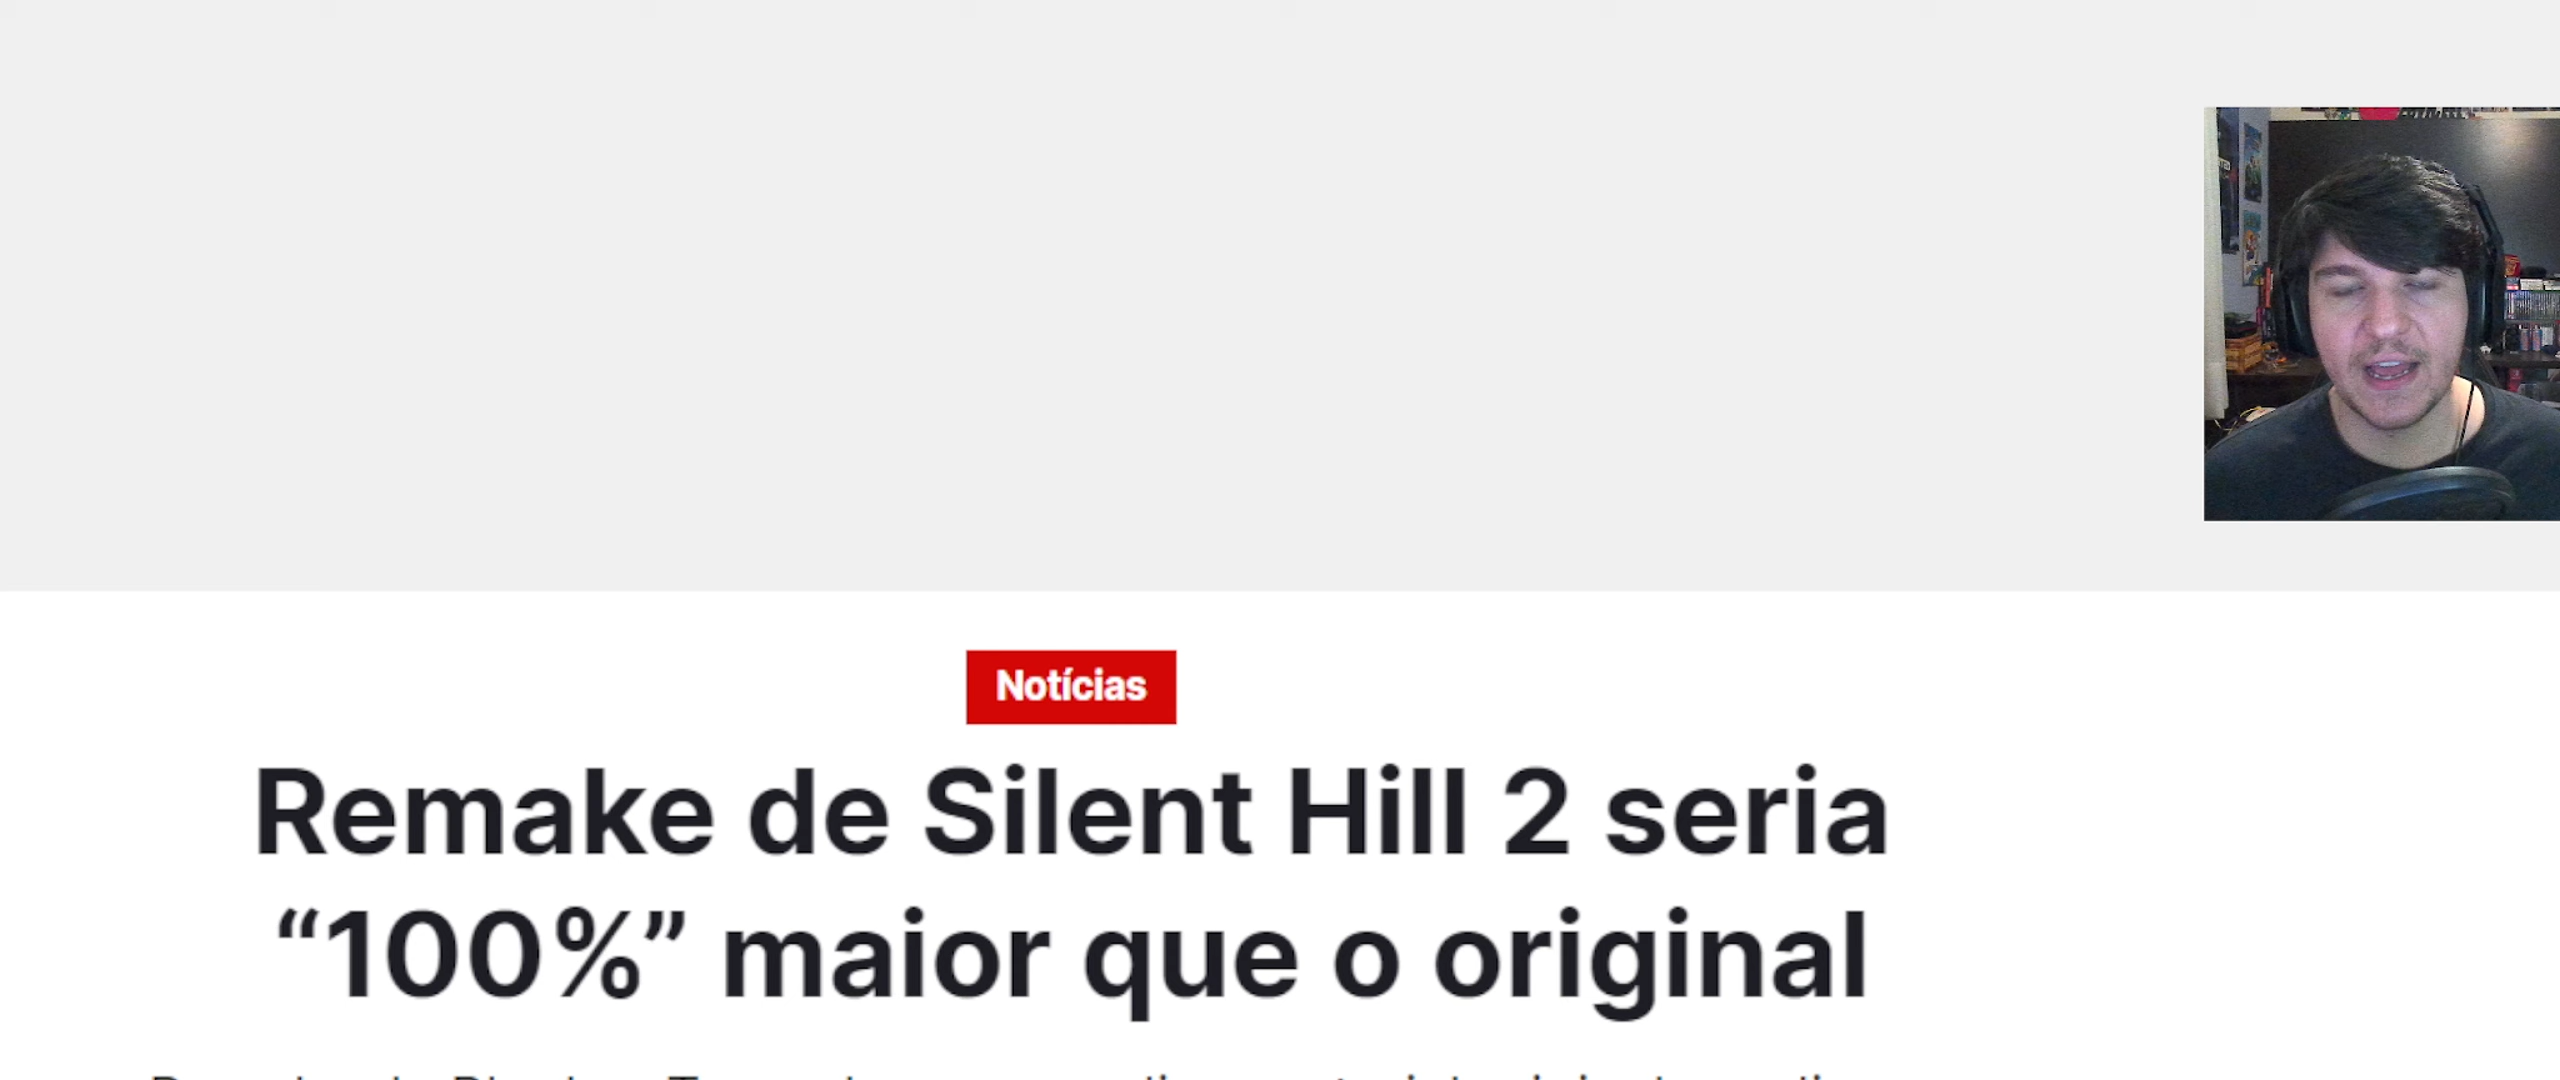 Notícias
Remake de Silent Hill 2 seria
“100%” maior que o original